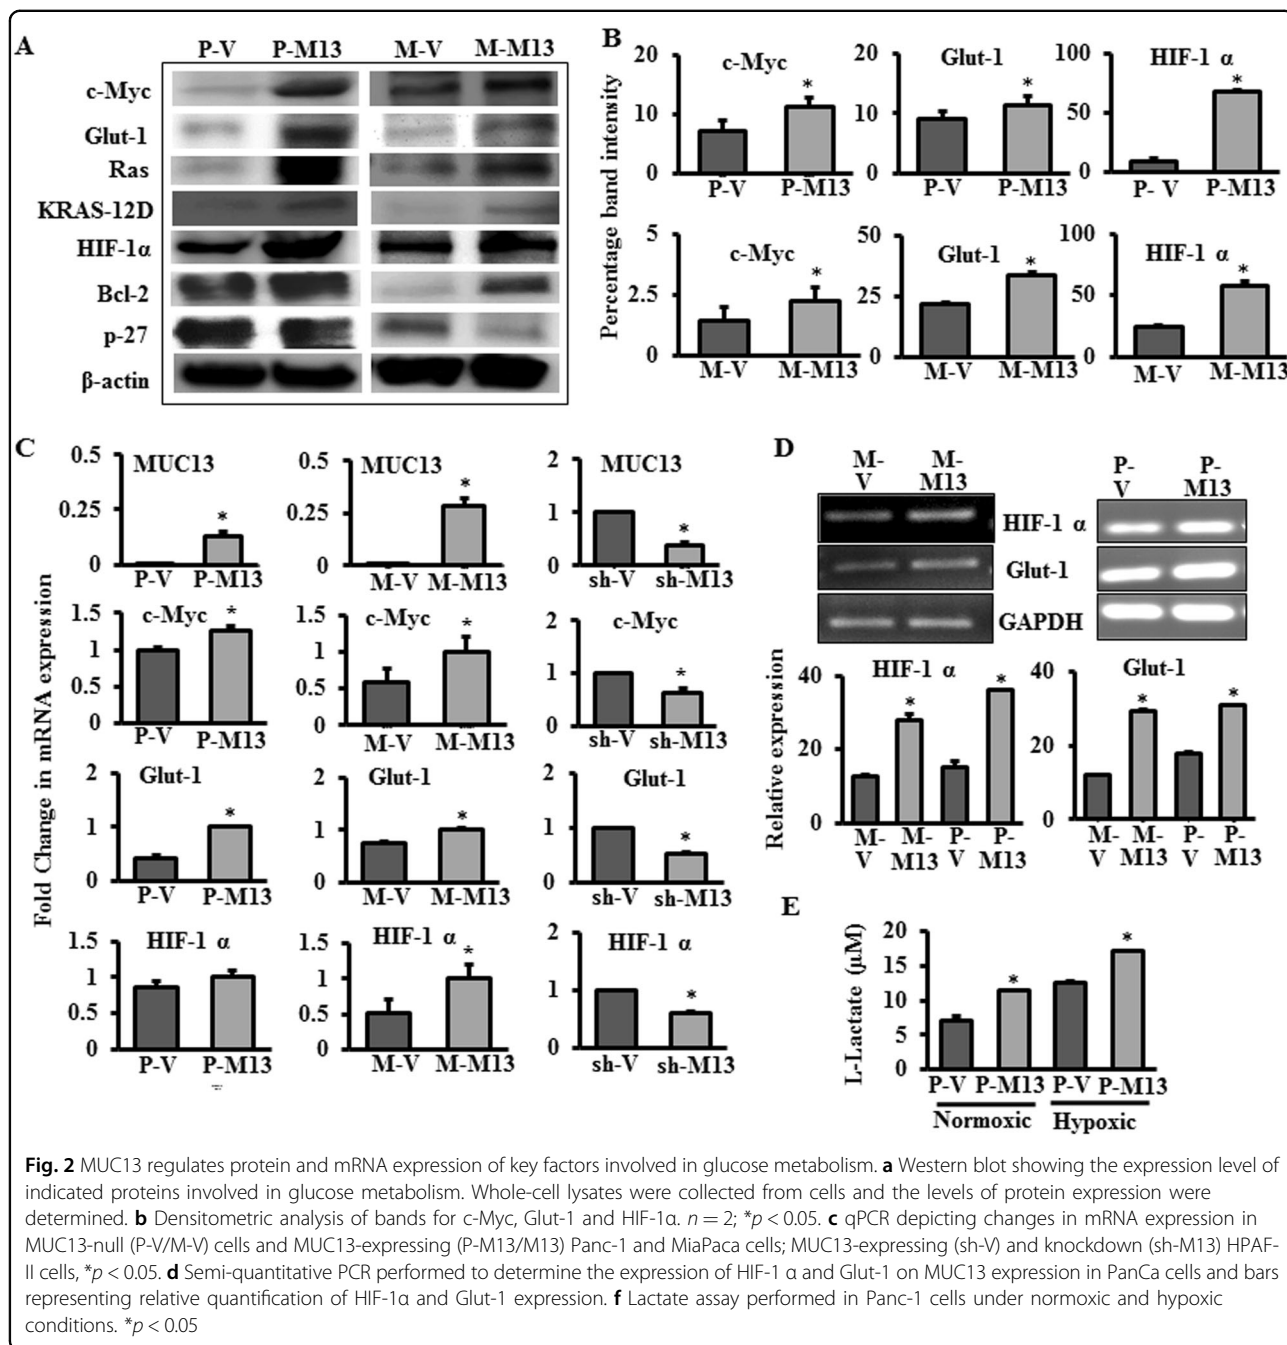 A
P-V P-M13 M-V M-M13
c-Myc
Glut-1
Ras
KRAS-12D
HIF-1α
Bcl-2
p-27
β-actin
B
Percentage band intensity
c-Myc
20
10
0
*
P-V P-M13
Glut-1
20
10
0
*
P-V P-M13
HIF-1 α
100
50
0
*
P- V P-M13
c-Myc
5
2.5
0
*
M-V M-M13
Glut-1
50
25
0
*
M-V M-M13
HIF-1 α
100
50
0
*
M-V M-M13
C
Fold Change in mRNA expression
MUC13
0.5
0.25
0
*
P-V P-M13
MUC13
0.5
0.25
0
*
M-V M-M13
MUC13
2
1
0
*
sh-V sh-M13
c-Myc
1.5
1
0.5
0
*
P-V P-M13
c-Myc
1.5
1
0.5
0
*
M-V M-M13
c-Myc
2
1
0
*
sh-V sh-M13
Glut-1
2
1
0
*
P-V P-M13
Glut-1
2
1
0
*
M-V M-M13
Glut-1
2
1
0
*
sh-V sh-M13
HIF-1 α
1.5
1
0.5
0
P-V P-M13
HIF-1 α
1.5
1
0.5
0
*
M-V M-M13
HIF-1 α
2
1
0
*
sh-V sh-M13
D
M-
V
M-
M13
P-
V
P-
M13
HIF-1 α
Glut-1
GAPDH
Relative expression
HIF-1 α
40
20
0
*
*
M-
V
M-
M13
P-
V
P-
M13
Glut-1
40
20
0
*
*
M-
V
M-
M13
P-
V
P-
M13
E
L-Lactate (μM)
20
15
10
5
0
*
*
P-V P-M13 P-V P-M13
Normoxic Hypoxic
Fig. 2 MUC13 regulates protein and mRNA expression of key factors involved in glucose metabolism. a Western blot showing the expression level of
indicated proteins involved in glucose metabolism. Whole-cell lysates were collected from cells and the levels of protein expression were
determined. b Densitometric analysis of bands for c-Myc, Glut-1 and HIF-1α. n = 2; *p < 0.05. c qPCR depicting changes in mRNA expression in
MUC13-null (P-V/M-V) cells and MUC13-expressing (P-M13/M13) Panc-1 and MiaPaca cells; MUC13-expressing (sh-V) and knockdown (sh-M13) HPAF-
II cells, *p < 0.05. d Semi-quantitative PCR performed to determine the expression of HIF-1 α and Glut-1 on MUC13 expression in PanCa cells and bars
representing relative quantification of HIF-1α and Glut-1 expression. f Lactate assay performed in Panc-1 cells under normoxic and hypoxic
conditions. *p < 0.05